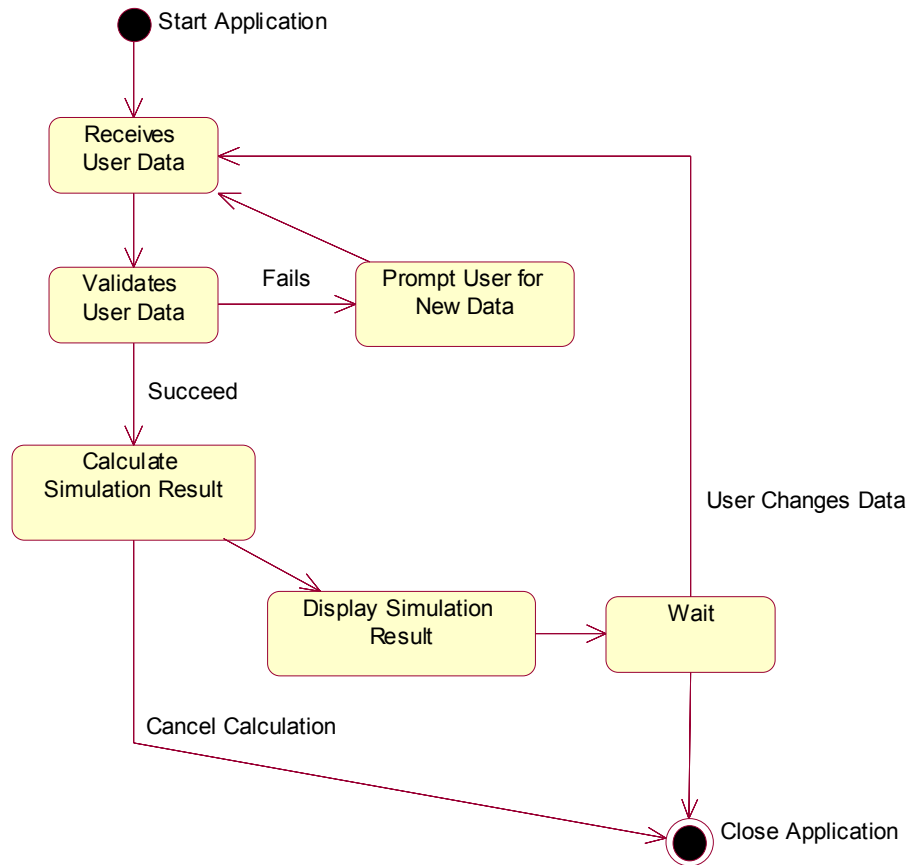 Start Application
Receives
User Data
Validates
User Data
Fails
Prompt User for
New Data
Succeed
Calculate
Simulation Result
User Changes Data
Display Simulation
Result
Wait
Cancel Calculation
Close Application